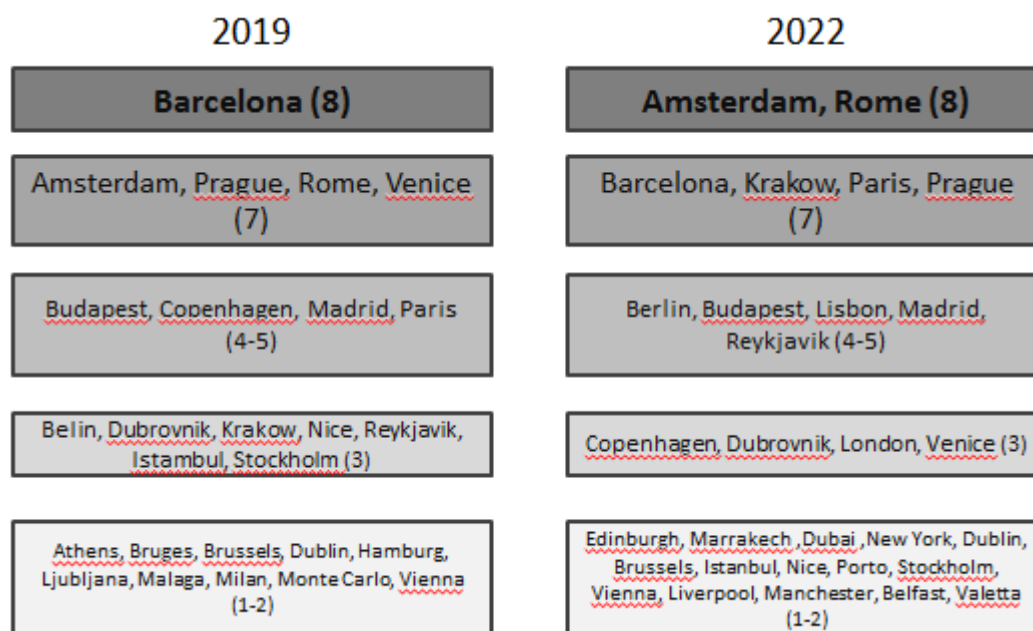 2019
Barcelona (8)
Amsterdam, Prague, Rome, Venice
(7)
Budapest, Copenhagen, Madrid, Paris
(4-5)
Belin, Dubrovnik, Krakow, Nice, Reykjavik,
Istambul, Stockholm (3)
Athens, Bruges, Brussels, Dublin, Hamburg,
Ljubljana, Malaga, Milan, Monte Carlo, Vienna
(1-2)
2022
Amsterdam, Rome (8)
Barcelona, Krakow, Paris, Prague
(7)
Berlin, Budapest, Lisbon, Madrid,
Reykjavik (4-5)
Copenhagen, Dubrovnik, London, Venice (3)
Edinburgh, Marrakech ,Dubai ,New York, Dublin,
Brussels, Istanbul, Nice, Porto, Stockholm,
Vienna, Liverpool, Manchester, Belfast, Valetta
(1-2)